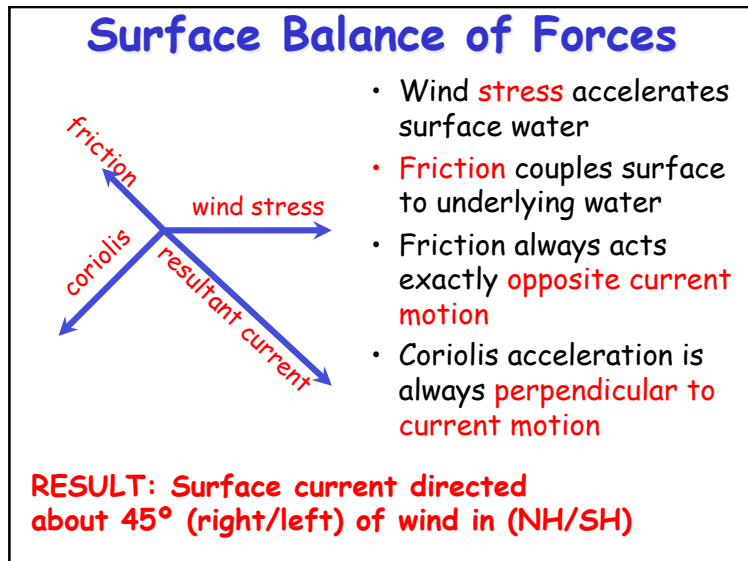 Surface Balance of Forces
friction
wind stress
coriolis
resultant current
• Wind stress accelerates
surface water
• Friction couples surface
to underlying water
• Friction always acts
exactly opposite current
motion
• Coriolis acceleration is
always perpendicular to
current motion
RESULT: Surface current directed
about 45º (right/left) of wind in (NH/SH)